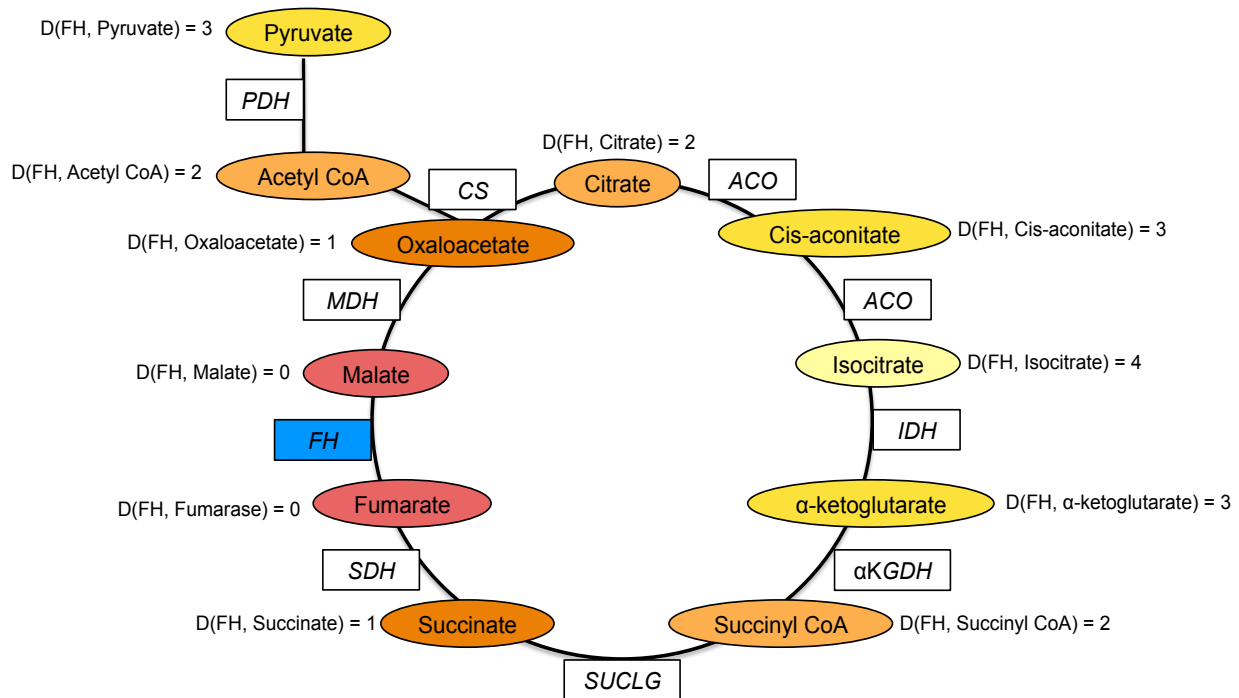 D(FH, Pyruvate) = 3
Pyruvate
PDH
D(FH, Citrate) = 2
D(FH, Acetyl CoA) = 2
Acetyl CoA
CS
Citrate
ACO
D(FH, Oxaloacetate) = 1
Oxaloacetate
Cis-aconitate
D(FH, Cis-aconitate) = 3
MDH
ACO
D(FH, Malate) = 0
Malate
Isocitrate
D(FH, Isocitrate) = 4
FH
IDH
D(FH, Fumarase) = 0
Fumarate
α-ketoglutarate
D(FH, α-ketoglutarate) = 3
SDH
αKGDH
D(FH, Succinate) = 1
Succinate
Succinyl CoA
D(FH, Succinyl CoA) = 2
SUCLG